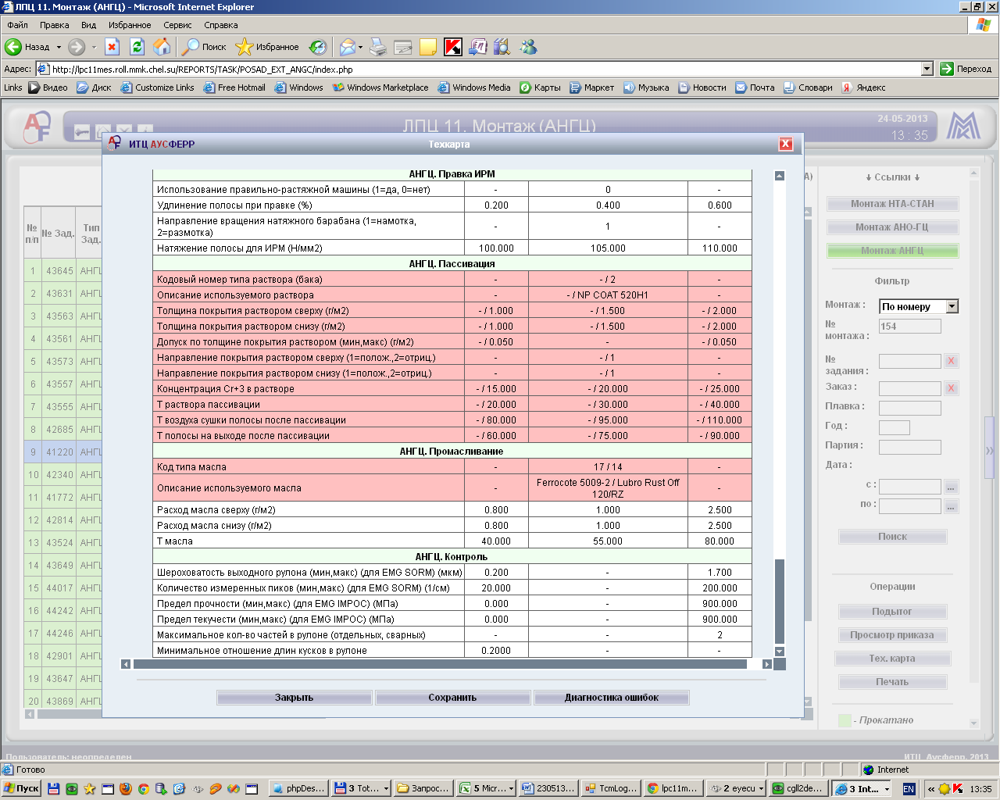 ЛПЦ 11. Монтаж (АНГЦ) - Microsoft Internet Explorer
Файл Правка Вид Избранное Сервис Справка
Назад Поиск Избранное
Адрес: http://lpc11mes.roll.mmk.chel.su/REPORTS/TASK/POSAD_EXT_ANGC/index.php Переход
Links Видео Диск Customize Links Free Hotmail Windows Windows Marketplace Windows Media Карты Маркет Музыка Новости Почта Словари Яндекс
ЛПЦ 11. Монтаж (АНГЦ)
24-05-2013
13 : 35
ИТЦ АУСФЕРР Техкарта
АНГЦ. Правка ИРМ
Использование правильно-растяжной машины (1=да, 0=нет) - 0 -
Удлинение полосы при правке (%) 0.200 0.400 0.600
Направление вращения натяжного барабана (1=намотка, 2=размотка) - 1 -
Натяжение полосы для ИРМ (Н/мм2) 100.000 105.000 110.000
АНГЦ. Пассивация
Кодовый номер типа раствора (бака) - - / 2 -
Описание используемого раствора - - / NP COAT 520H1 -
Толщина покрытия раствором сверху (г/м2) - / 1.000 - / 1.500 - / 2.000
Толщина покрытия раствором снизу (г/м2) - / 1.000 - / 1.500 - / 2.000
Допуск по толщине покрытия раствором (мин,макс) (г/м2) - / 0.050 - - / 0.050
Направление покрытия раствором сверху (1=полож.,2=отриц.) - - / 1 -
Направление покрытия раствором снизу (1=полож.,2=отриц.) - - / 1 -
Концентрация Cr+3 в растворе - / 15.000 - / 20.000 - / 25.000
Т раствора пассивации - / 20.000 - / 30.000 - / 40.000
Т воздуха сушки полосы после пассивации - / 80.000 - / 95.000 - / 110.000
Т полосы на выходе после пассивации - / 60.000 - / 75.000 - / 90.000
АНГЦ. Промасливание
Код типа масла - 17 / 14 -
Описание используемого масла - Ferrocote 5009-2 / Lubro Rust Off 120/RZ -
Расход масла сверху (г/м2) 0.800 1.000 2.500
Расход масла снизу (г/м2) 0.800 1.000 2.500
Т масла 40.000 55.000 80.000
АНГЦ. Контроль
Шероховатость выходного рулона (мин,макс) (для EMG SORM) (мкм) 0.200 - 1.700
Количество измеренных пиков (мин,макс) (для EMG SORM) (1/см) 20.000 - 200.000
Предел прочности (мин,макс) (для EMG IMPOC) (МПа) 0.000 - 900.000
Предел текучести (мин,макс) (для EMG IMPOC) (МПа) 0.000 - 900.000
Максимальное кол-во частей в рулоне (отдельных, сварных) - - 2
Минимальное отношение длин кусков в рулоне 0.2000 - -
Закрыть Сохранить Диагностика ошибок
№ п/п № Зад. Тип Зад.
1 43645 АНГЦ
2 43631 АНГЦ
3 43563 АНГЦ
4 43561 АНГЦ
5 43573 АНГЦ
6 43557 АНГЦ
7 43555 АНГЦ
8 42685 АНГЦ
9 41220 АНГЦ
10 42340 АНГЦ
11 41772 АНГЦ
12 42814 АНГЦ
13 43524 АНГЦ
14 43649 АНГЦ
15 44017 АНГЦ
16 44242 АНГЦ
17 44246 АНГЦ
18 42901 АНГЦ
19 43647 АНГЦ
20 43869 АНГЦ
Ссылки
Монтаж НТА-СТАН
Монтаж АНО-ГЦ
Монтаж АНГЦ
Фильтр
Монтаж : По номеру
№ монтажа : 154
№ задания : X
Заказ : X
Плавка :
Год :
Партия :
Дата :
с : ...
по : ...
Поиск
Операции
Подытог
Просмотр приказа
Тех. карта
Печать
- Прокатано
Пользователь: неопределен ИТЦ Аусферр, 2013
Готово Internet
Пуск phpDes... 3 Tot... Запрос... 5 Micr... 230513... TcmLog... lpc11m... 2 eyecu cgll2de... 3 Int... EN 13:35